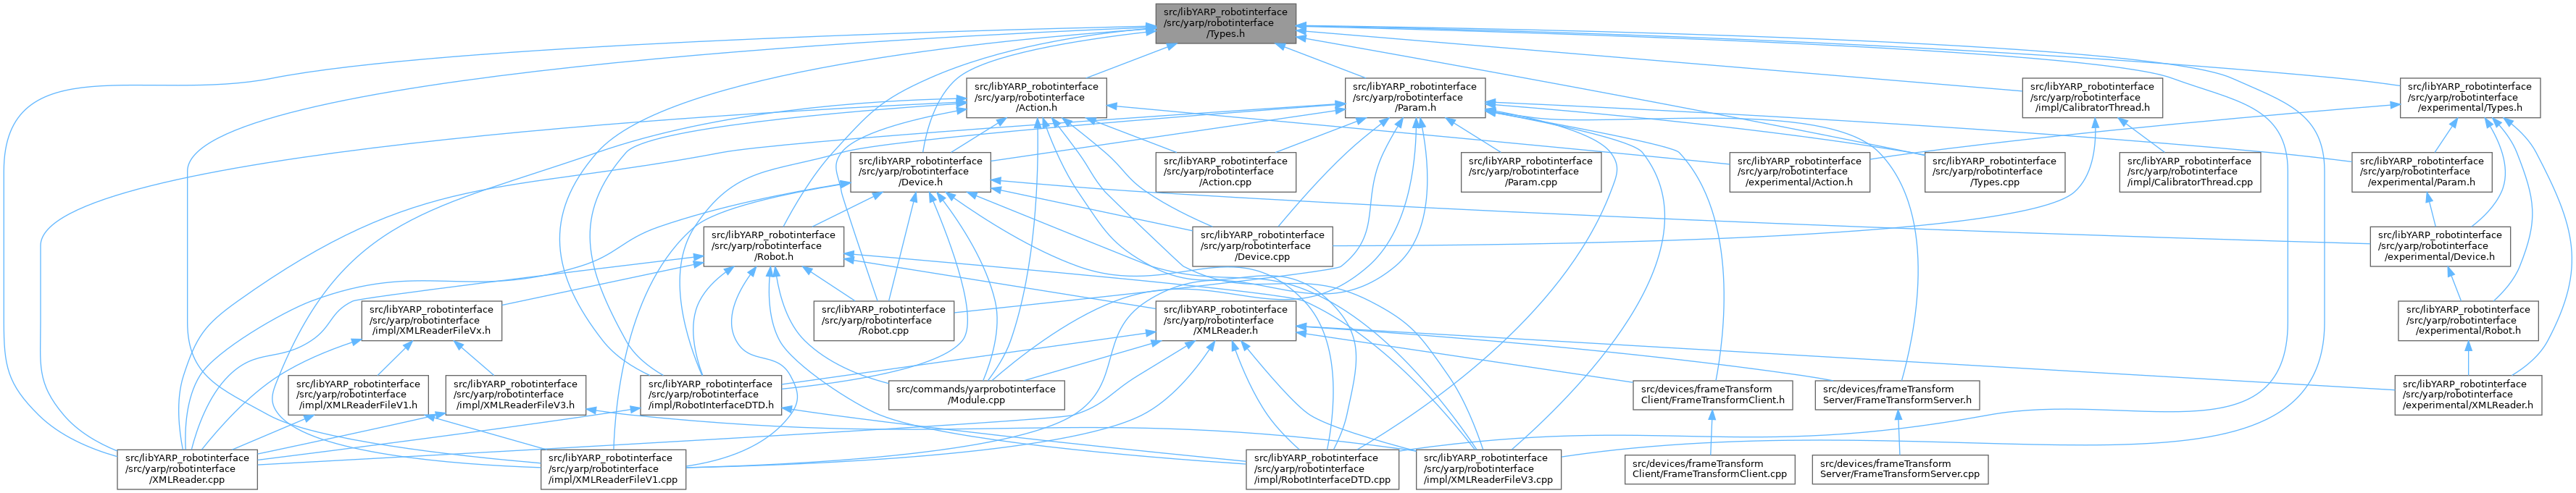 src/libYARP_robotinterface
/src/yarp/robotinterface
/Types.h
src/libYARP_robotinterface
/src/yarp/robotinterface
/Action.h
src/libYARP_robotinterface
/src/yarp/robotinterface
/Param.h
src/libYARP_robotinterface
/src/yarp/robotinterface
/impl/CalibratorThread.h
src/libYARP_robotinterface
/src/yarp/robotinterface
/experimental/Types.h
src/libYARP_robotinterface
/src/yarp/robotinterface
/Device.h
src/libYARP_robotinterface
/src/yarp/robotinterface
/Action.cpp
src/libYARP_robotinterface
/src/yarp/robotinterface
/Param.cpp
src/libYARP_robotinterface
/src/yarp/robotinterface
/experimental/Action.h
src/libYARP_robotinterface
/src/yarp/robotinterface
/Types.cpp
src/libYARP_robotinterface
/src/yarp/robotinterface
/impl/CalibratorThread.cpp
src/libYARP_robotinterface
/src/yarp/robotinterface
/experimental/Param.h
src/libYARP_robotinterface
/src/yarp/robotinterface
/Robot.h
src/libYARP_robotinterface
/src/yarp/robotinterface
/Device.cpp
src/libYARP_robotinterface
/src/yarp/robotinterface
/experimental/Device.h
src/libYARP_robotinterface
/src/yarp/robotinterface
/impl/XMLReaderFileVx.h
src/libYARP_robotinterface
/src/yarp/robotinterface
/Robot.cpp
src/libYARP_robotinterface
/src/yarp/robotinterface
/XMLReader.h
src/libYARP_robotinterface
/src/yarp/robotinterface
/experimental/Robot.h
src/libYARP_robotinterface
/src/yarp/robotinterface
/impl/XMLReaderFileV1.h
src/libYARP_robotinterface
/src/yarp/robotinterface
/impl/XMLReaderFileV3.h
src/libYARP_robotinterface
/src/yarp/robotinterface
/impl/RobotInterfaceDTD.h
src/commands/yarprobotinterface
/Module.cpp
src/devices/frameTransform
Client/FrameTransformClient.h
src/devices/frameTransform
Server/FrameTransformServer.h
src/libYARP_robotinterface
/src/yarp/robotinterface
/experimental/XMLReader.h
src/libYARP_robotinterface
/src/yarp/robotinterface
/XMLReader.cpp
src/libYARP_robotinterface
/src/yarp/robotinterface
/impl/XMLReaderFileV1.cpp
src/libYARP_robotinterface
/src/yarp/robotinterface
/impl/RobotInterfaceDTD.cpp
src/libYARP_robotinterface
/src/yarp/robotinterface
/impl/XMLReaderFileV3.cpp
src/devices/frameTransform
Client/FrameTransformClient.cpp
src/devices/frameTransform
Server/FrameTransformServer.cpp